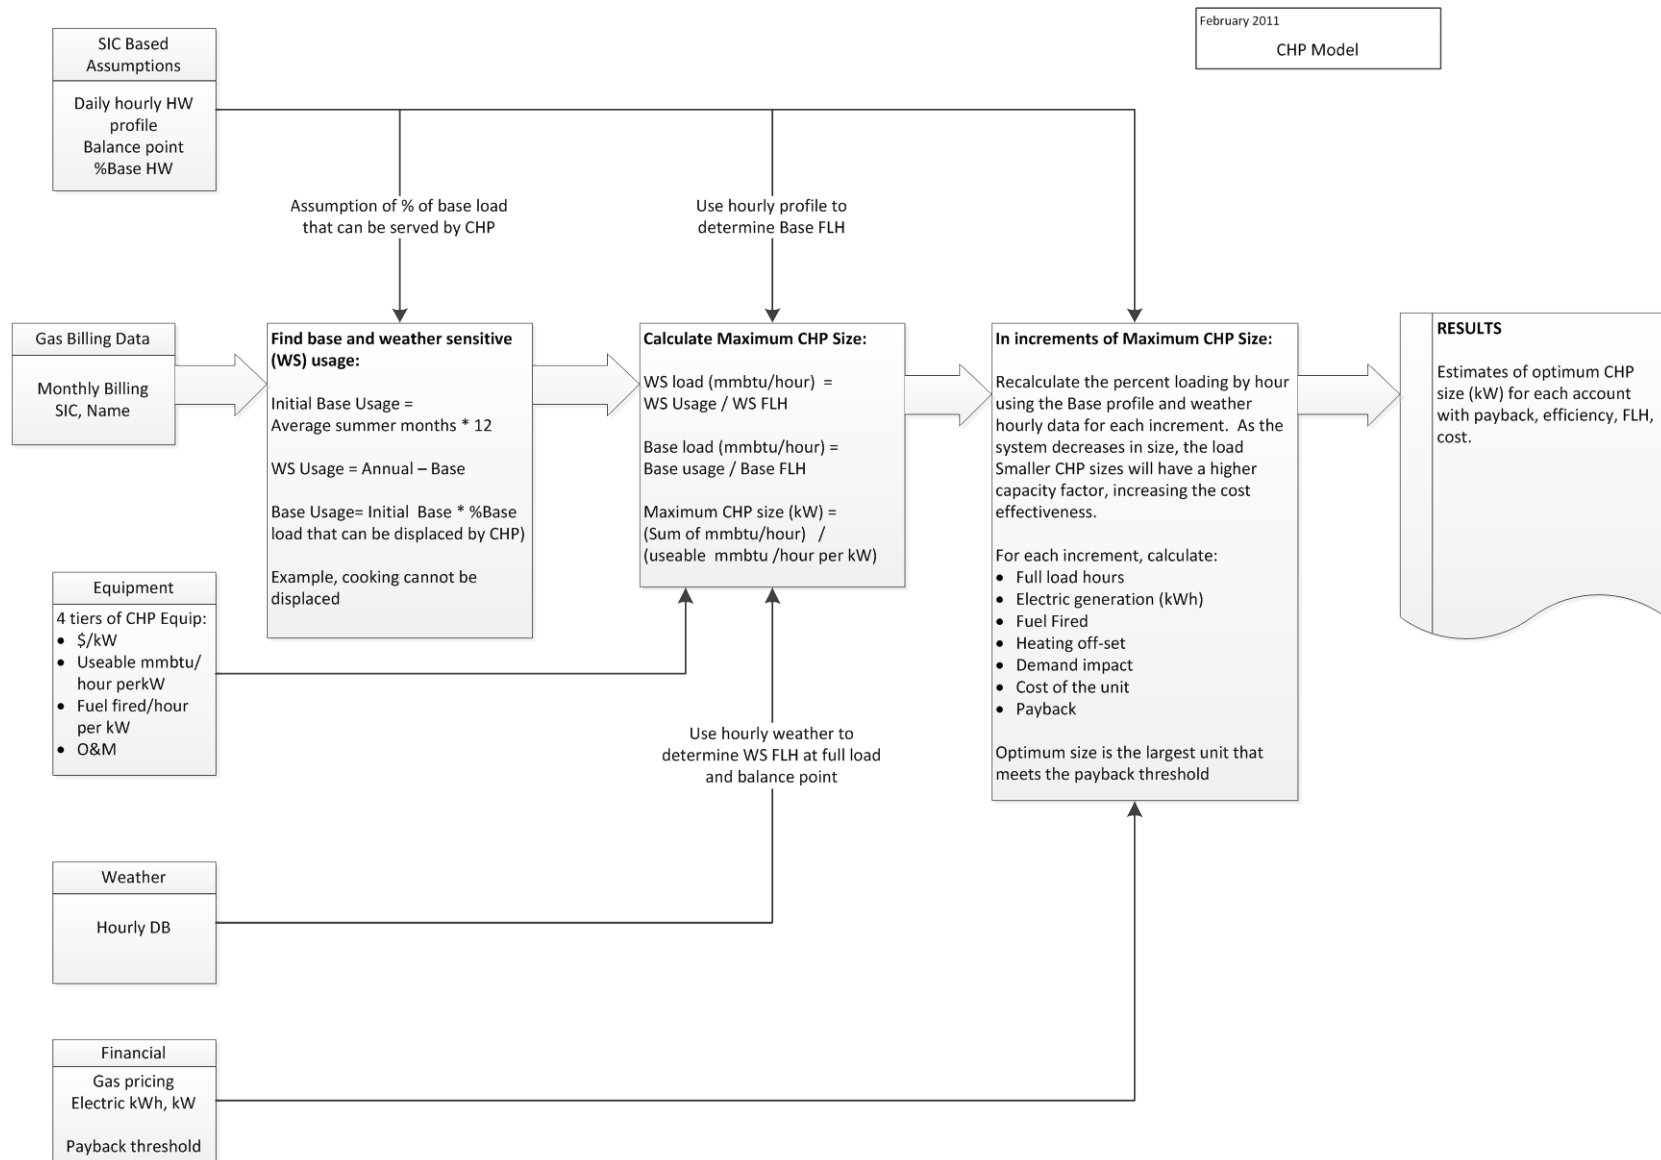 February 2011
CHP Model
SIC Based
Assumptions
Daily hourly HW
profile
Balance point
%Base HW
Assumption of % of base load
that can be served by CHP
Use hourly profile to
determine Base FLH
Gas Billing Data
Monthly Billing
SIC, Name
Find base and weather sensitive
(WS) usage:
Initial Base Usage =
Average summer months * 12
WS Usage = Annual – Base
Base Usage= Initial  Base * %Base
load that can be displaced by CHP)
Example, cooking cannot be
displaced
Calculate Maximum CHP Size:
WS load (mmbtu/hour)  =
WS Usage / WS FLH
Base load (mmbtu/hour) =
Base usage / Base FLH
Maximum CHP size (kW) =
(Sum of mmbtu/hour)   /
(useable  mmbtu /hour per kW)
In increments of Maximum CHP Size:
Recalculate the percent loading by hour
using the Base profile and weather
hourly data for each increment.  As the
system decreases in size, the load
Smaller CHP sizes will have a higher
capacity factor, increasing the cost
effectiveness.
For each increment, calculate:
• Full load hours
• Electric generation (kWh)
• Fuel Fired
• Heating off-set
• Demand impact
• Cost of the unit
• Payback
Optimum size is the largest unit that
meets the payback threshold
RESULTS
Estimates of optimum CHP
size (kW) for each account
with payback, efficiency, FLH,
cost.
Equipment
4 tiers of CHP Equip:
• $/kW
• Useable mmbtu/
hour perkW
• Fuel fired/hour
per kW
• O&M
Use hourly weather to
determine WS FLH at full load
and balance point
Weather
Hourly DB
Financial
Gas pricing
Electric kWh, kW
Payback threshold